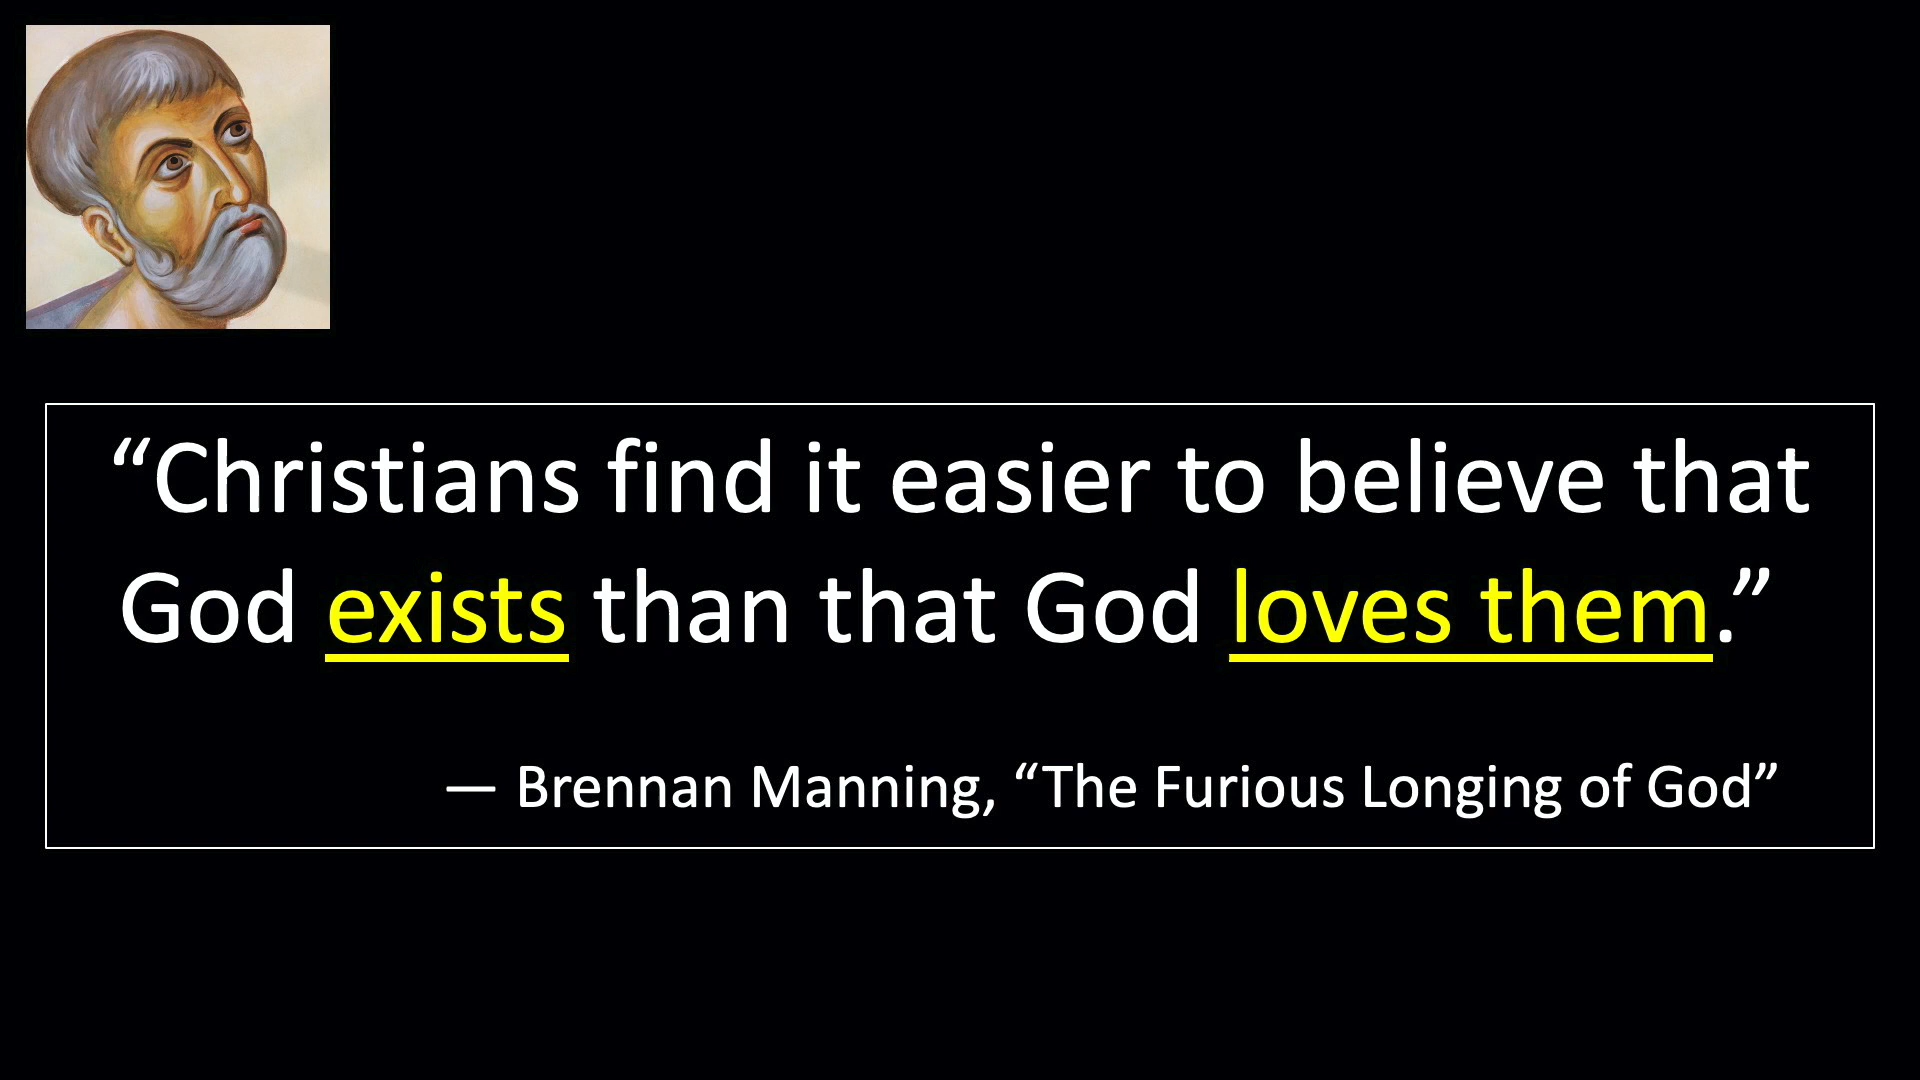 “Christians find it easier to believe that
God exists than that God loves them.”
— Brennan Manning, “The Furious Longing of God”